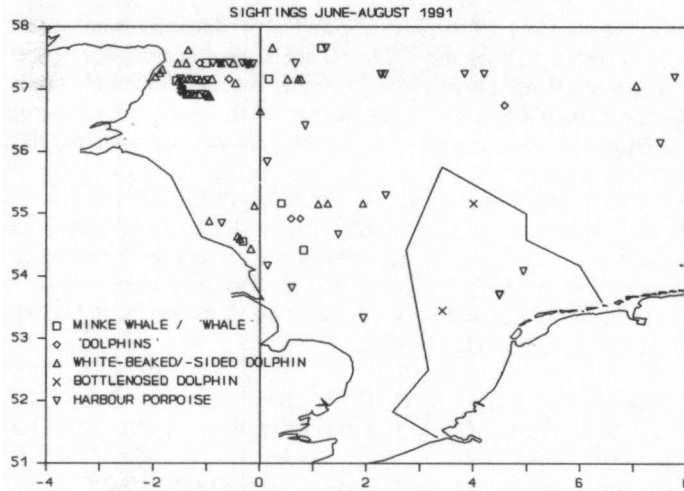 SIGHTINGS JUNE-AUGUST 1991
58
57
56
55
54
53
52
51
MINKE WHALE / 'WHALE'
'DOLPHINS'
WHITE-BEAKED/-SIDED DOLPHIN
BOTTLENOSED DOLPHIN
HARBOUR PORPOISE
-4 -2 0 2 4 6 8